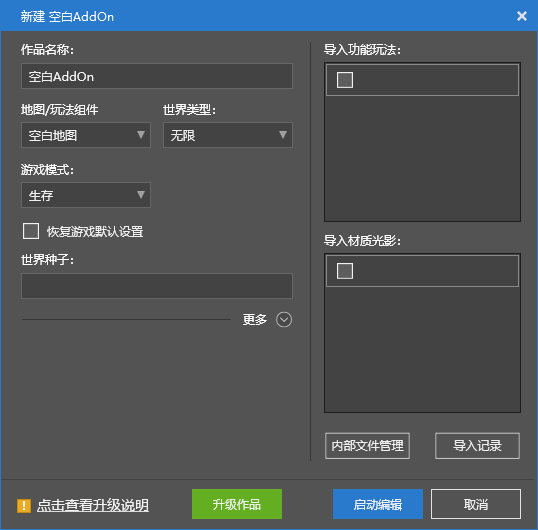 新建 空白AddOn
作品名称：
空白AddOn
地图/玩法组件
世界类型：
空白地图
无限
游戏模式：
生存
恢复游戏默认设置
世界种子：
更多
导入功能玩法：
导入材质光影：
内部文件管理
导入记录
点击查看升级说明
升级作品
启动编辑
取消